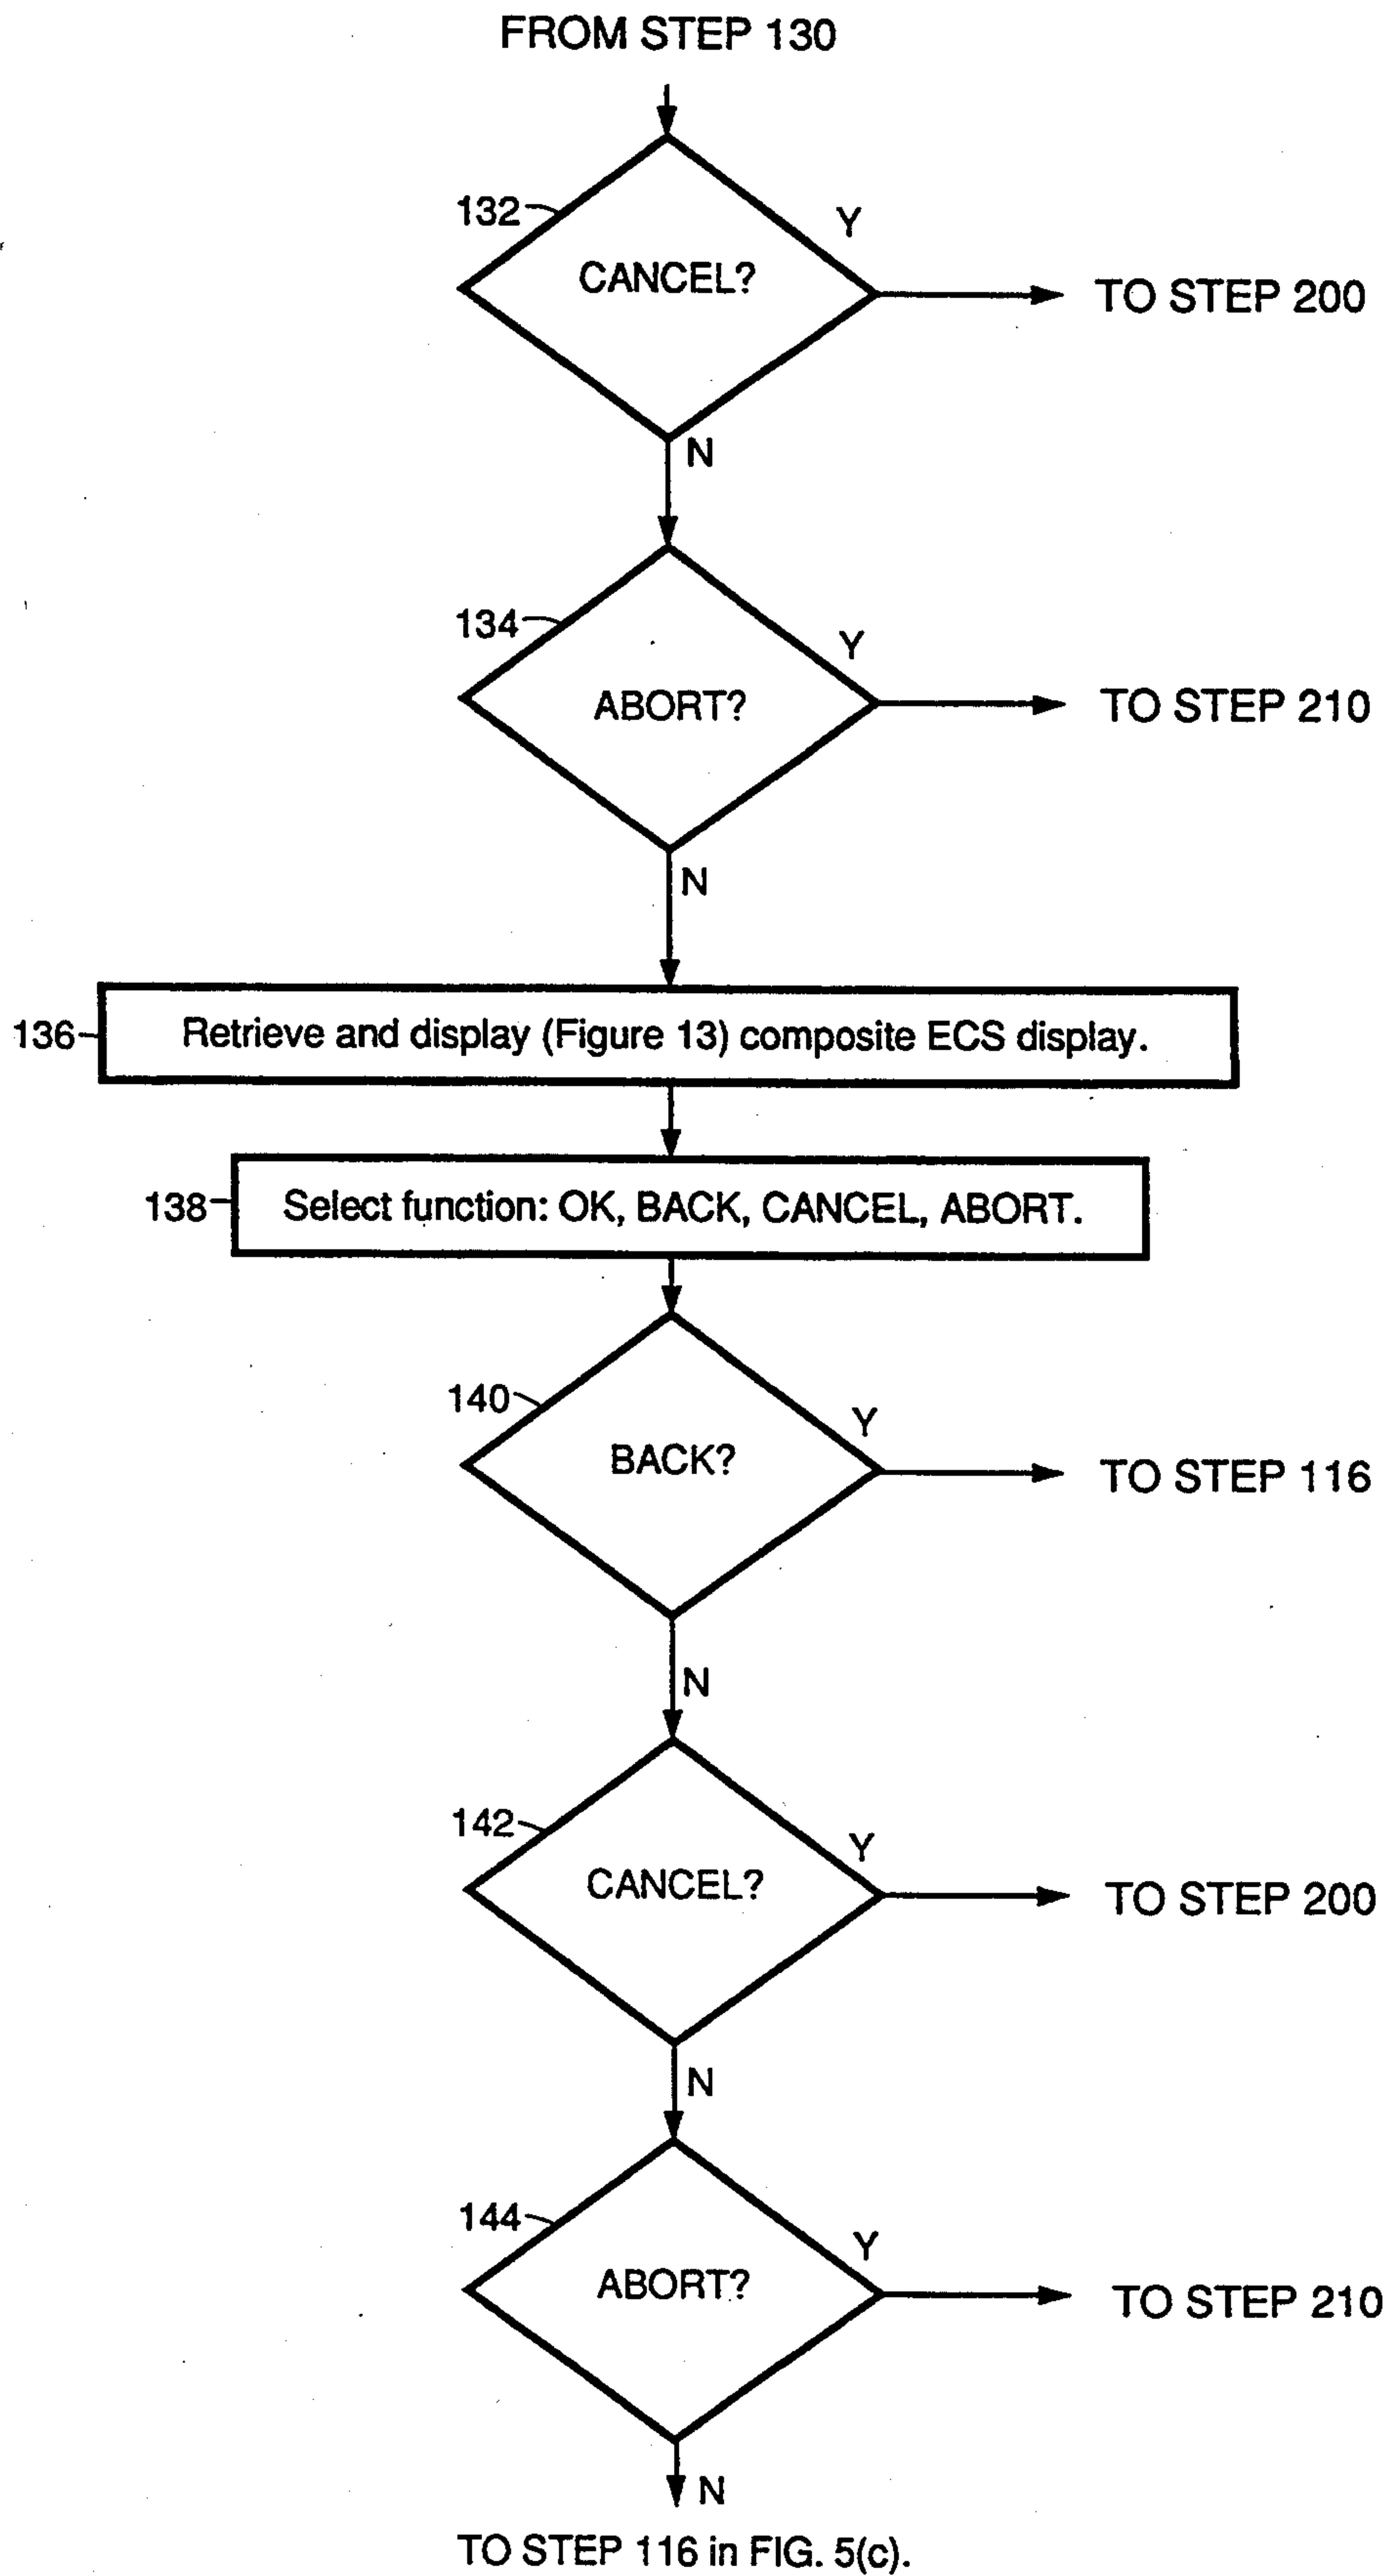 FROM STEP 130
132
CANCEL?
Y
TO STEP 200
N
134
ABORT?
Y
TO STEP 210
N
136
Retrieve and display (Figure 13) composite ECS display.
138
Select function: OK, BACK, CANCEL, ABORT.
140
BACK?
Y
TO STEP 116
N
142
CANCEL?
Y
TO STEP 200
N
144
ABORT?
Y
TO STEP 210
N
TO STEP 116 in FIG. 5(c).